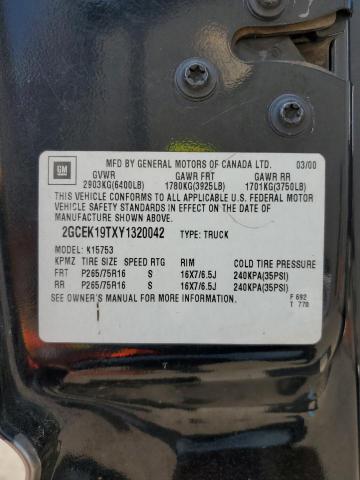 GM
MFD BY GENERAL MOTORS OF CANADA LTD. 03/00
GVWR GAWR FRT GAWR RR
2903KG(6400LB) 1780KG(3925LB) 1701KG(3750LB)
THIS VEHICLE CONFORMS TO ALL APPLICABLE U.S. FEDERAL MOTOR
VEHICLE SAFETY STANDARDS IN EFFECT ON THE DATE OF
MANUFACTURE SHOWN ABOVE.
2GCEK19TXY1320042 TYPE: TRUCK
MODEL: K15753
KPMZ TIRE SIZE SPEED RTG RIM COLD TIRE PRESSURE
FRT P265/75R16 S 16X7/6.5J 240KPA(35PSI)
RR P265/75R16 S 16X7/6.5J 240KPA(35PSI)
SEE OWNER'S MANUAL FOR MORE INFORMATION.
F 692
T 770